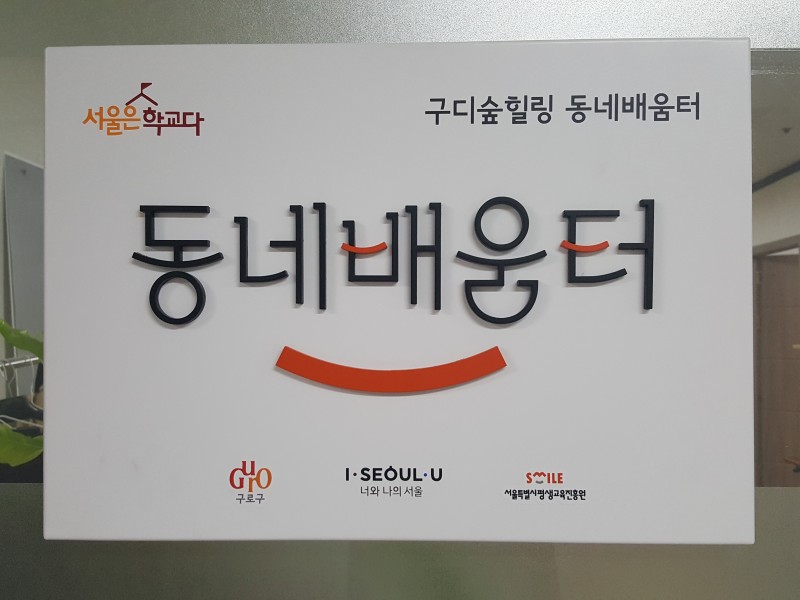 서울은 학교다
구디숲힐링 동네배움터
동네배움터
GUrO
구로구
I·SEOUL·U
너와 나의 서울
SMILE
서울특별시평생교육진흥원